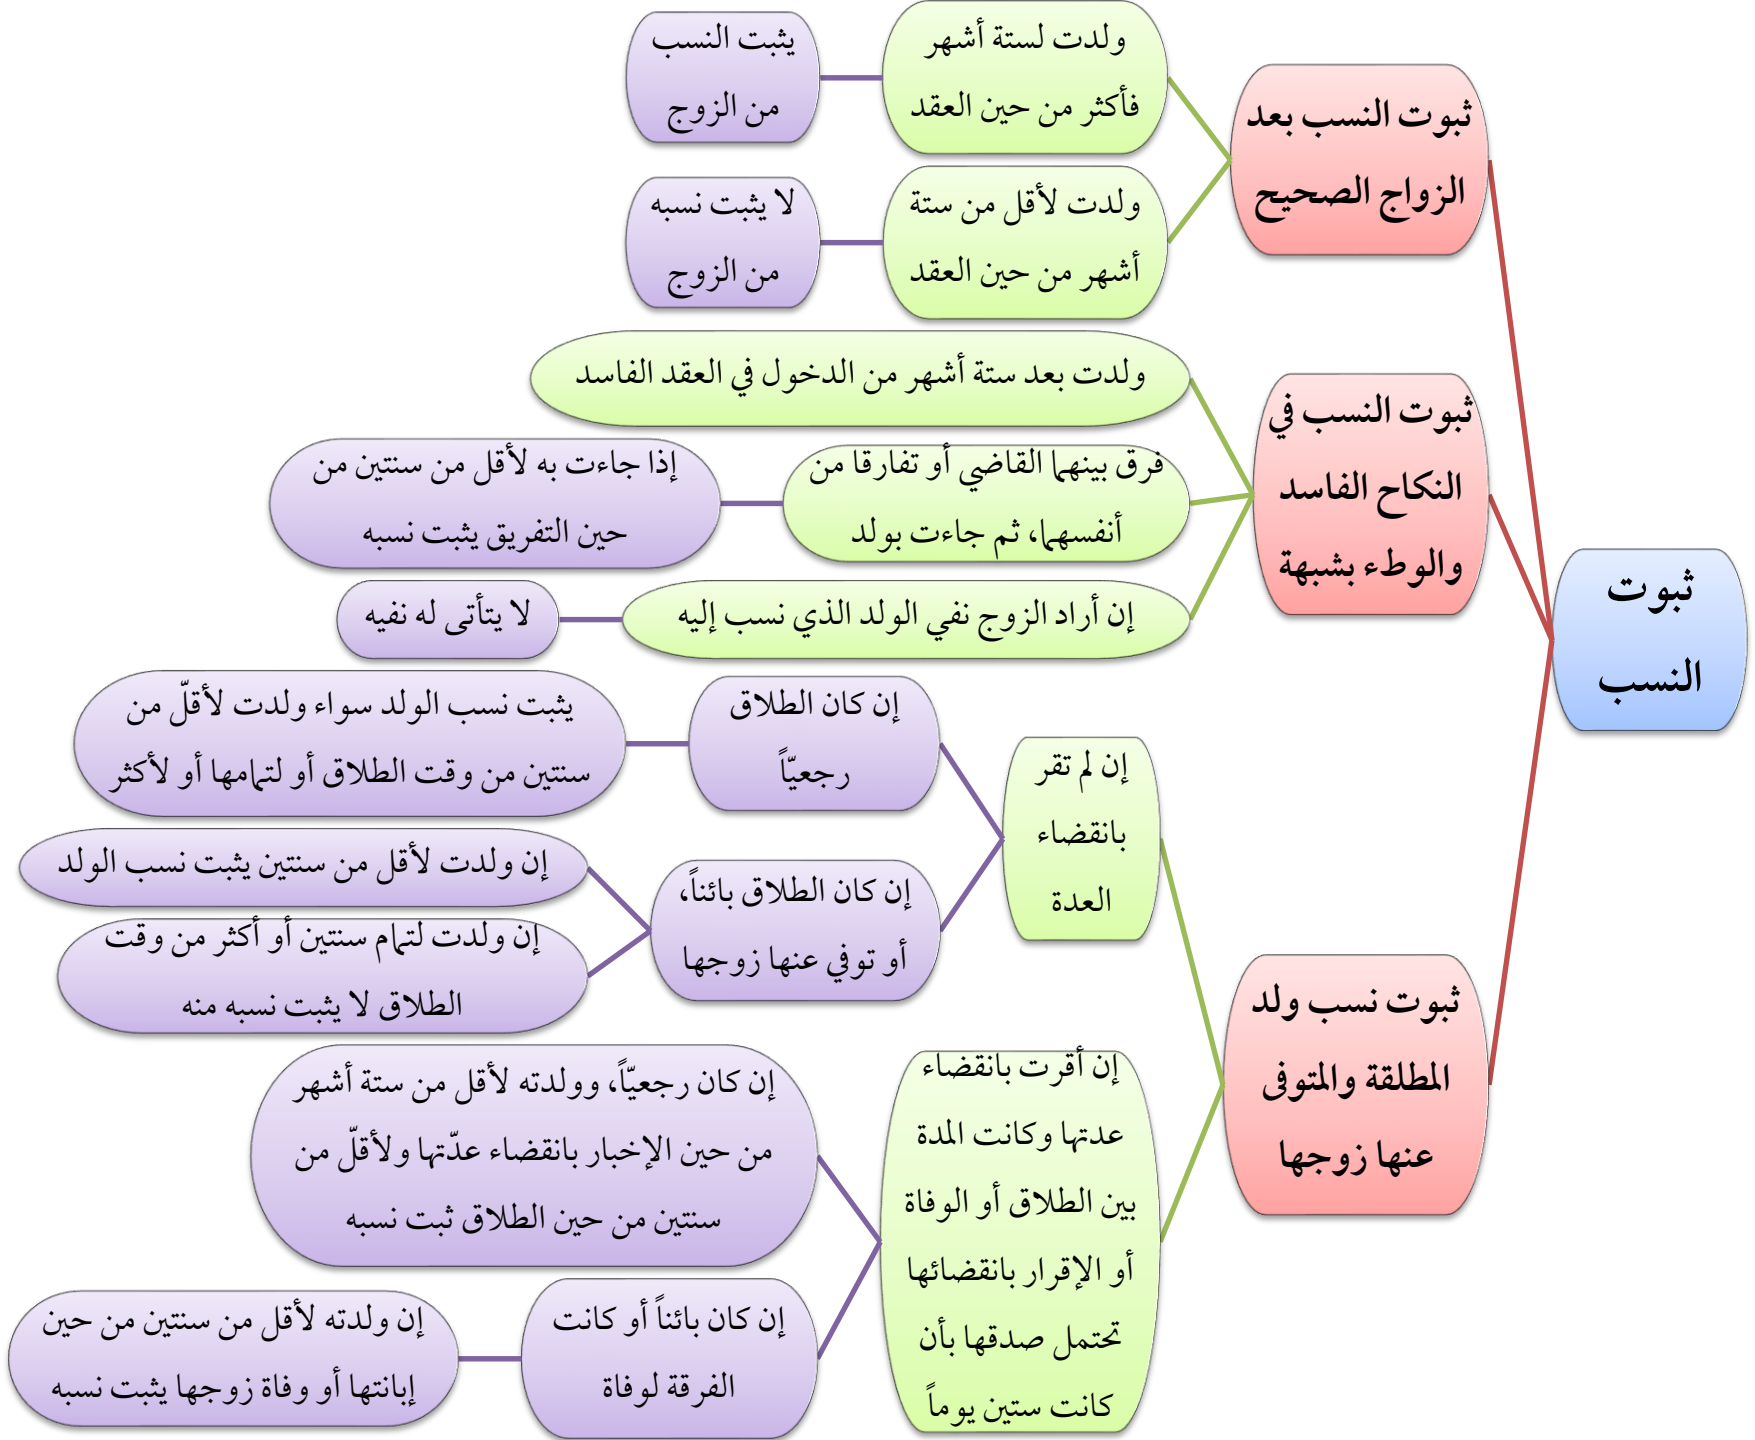 ثبوت
النسب
ثبوت النسب بعد
الزواج الصحيح
ولدت لستة أشهر
فأكثر من حين العقد
يثبت النسب
من الزوج
ولدت لأقل من ستة
أشهر من حين العقد
لا يثبت نسبه
من الزوج
ثبوت النسب في
النكاح الفاسد
والوطء بشبهة
ولدت بعد ستة أشهر من الدخول في العقد الفاسد
فرق بينهما القاضي أو تفارقا من
أنفسهما، ثم جاءت بولد
إذا جاءت به لأقل من سنتين من
حين التفريق يثبت نسبه
إن أراد الزوج نفي الولد الذي نسب إليه
لا يتأتى له نفيه
ثبوت نسب ولد
المطلقة والمتوفى
عنها زوجها
إن لم تقر
بانقضاء
العدة
إن كان الطلاق
رجعيّاً
يثبت نسب الولد سواء ولدت لأقلّ من
سنتين من وقت الطلاق أو لتمامها أو لأكثر
إن كان الطلاق بائناً،
أو توفي عنها زوجها
إن ولدت لأقل من سنتين يثبت نسب الولد
إن ولدت لتمام سنتين أو أكثر من وقت
الطلاق لا يثبت نسبه منه
إن أقرت بانقضاء
عدتها وكانت المدة
بين الطلاق أو الوفاة
أو الإقرار بانقضائها
تحتمل صدقها بأن
كانت ستين يوماً
إن كان رجعيّاً، وولدته لأقل من ستة أشهر
من حين الإخبار بانقضاء عدّتها ولأقلّ من
سنتين من حين الطلاق ثبت نسبه
إن كان بائناً أو كانت
الفرقة لوفاة
إن ولدته لأقل من سنتين من حين
إبانتها أو وفاة زوجها يثبت نسبه